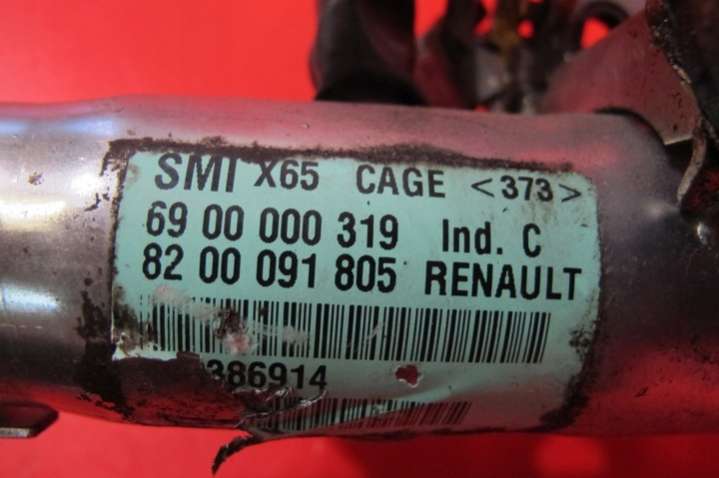 SMI X65 CAGE <373>
69 00 000 319 Ind. C
82 00 091 805 RENAULT
386914